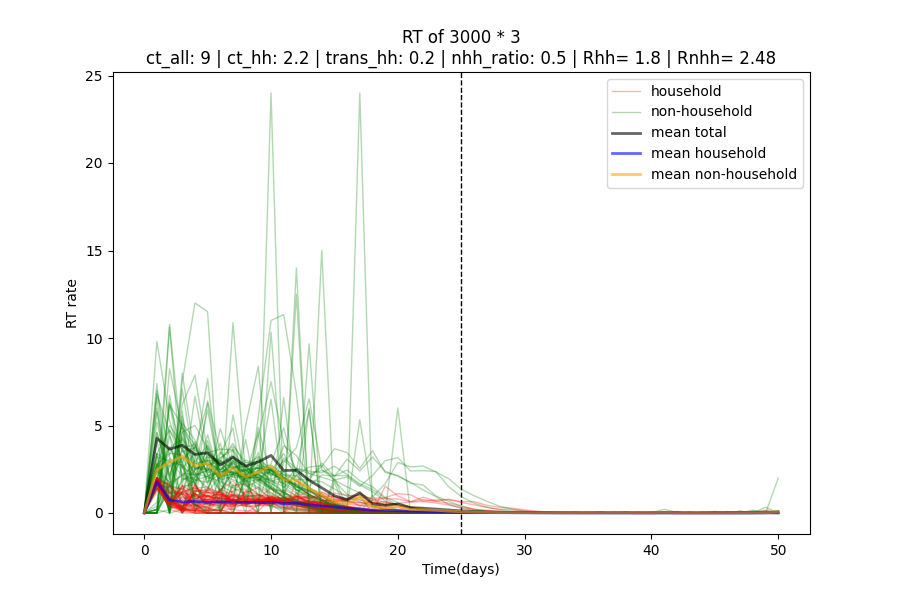 RT of 3000 * 3
ct_all: 9 | ct_hh: 2.2 | trans_hh: 0.2 | nhh_ratio: 0.5 | Rhh= 1.8 | Rnhh= 2.48
household
non-household
mean total
mean household
mean non-household
25
20
15
10
5
0
RT rate
0 10 20 30 40 50
Time(days)